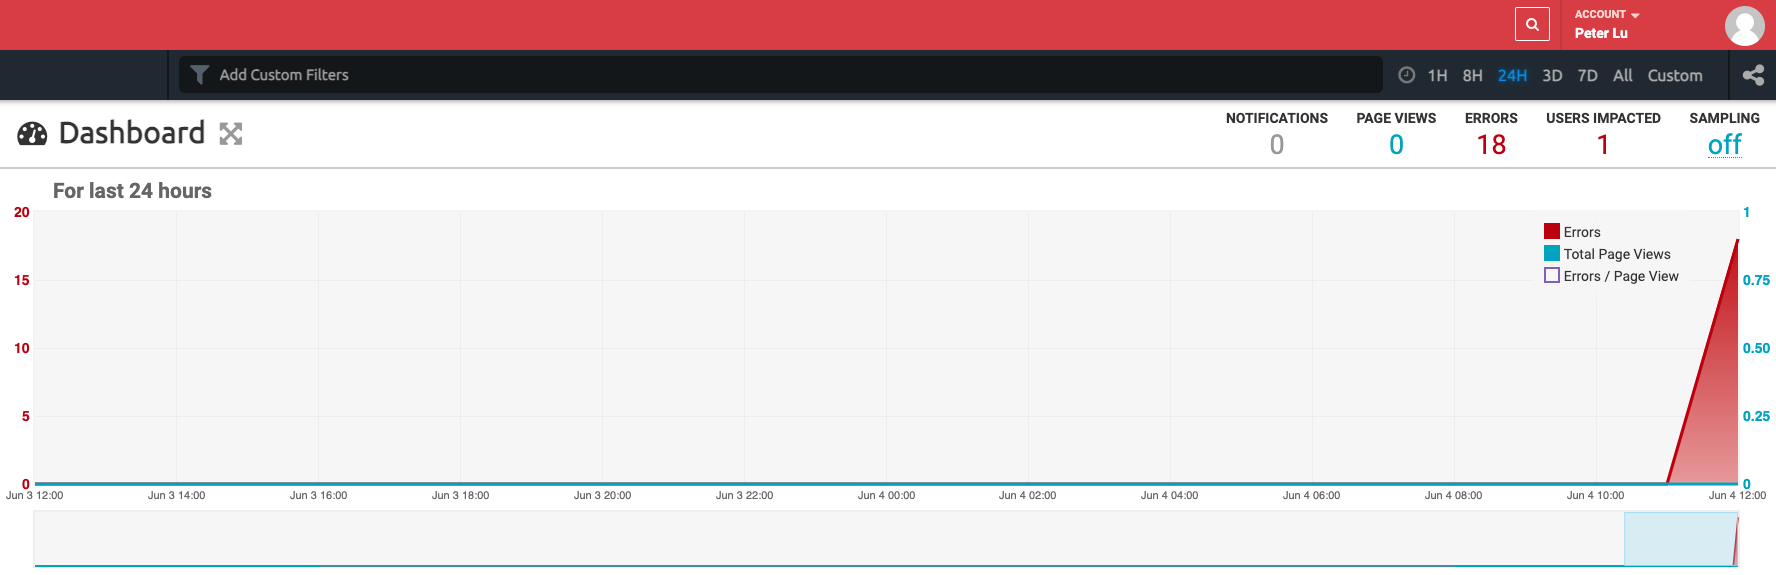 ACCOUNT
Peter Lu
Add Custom Filters
1H 8H 24H 3D 7D All Custom
Dashboard
NOTIFICATIONS PAGE VIEWS ERRORS USERS IMPACTED SAMPLING
0 0 18 1 off
For last 24 hours
20 1
Errors
Total Page Views
15 0.75
Errors / Page View
10 0.50
5 0.25
0 0
Jun 3 12:00 Jun 3 14:00 Jun 3 16:00 Jun 3 18:00 Jun 3 20:00 Jun 3 22:00 Jun 4 00:00 Jun 4 02:00 Jun 4 04:00 Jun 4 06:00 Jun 4 08:00 Jun 4 10:00 Jun 4 12:00